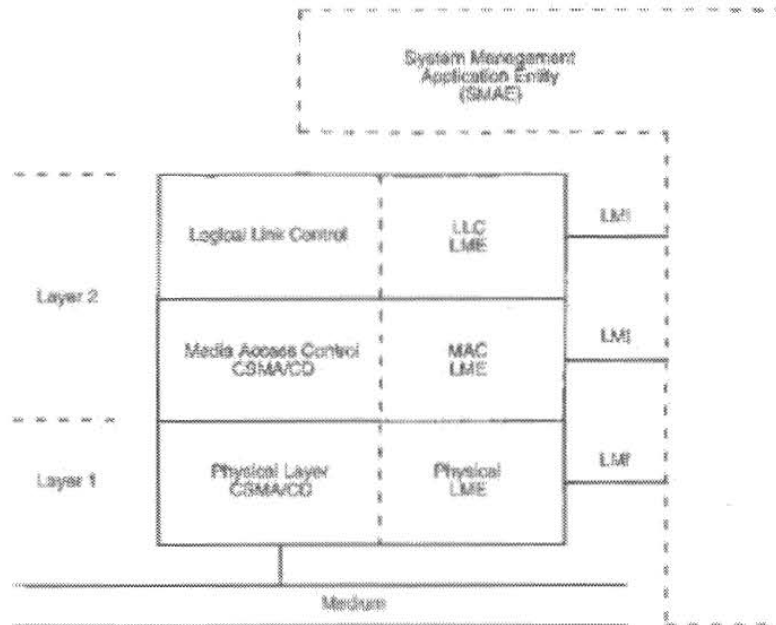 System Management
Application Entity
(SMAE)
Logical Link Control
LLC
LME
LMI
Layer 2
Media Access Control
CSMA/CD
MAC
LME
LMI
Layer 1
Physical Layer
CSMA/CD
Physical
LME
LMI
Medium